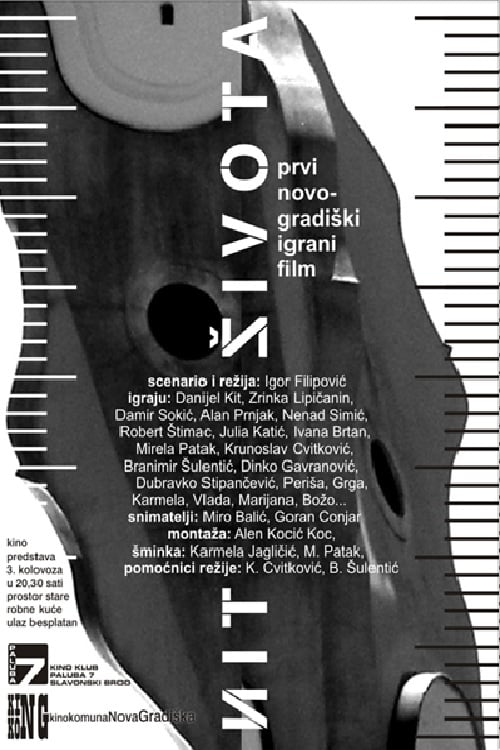 NIT ŽIVOTA
prvi
novo-
gradiški
igrani
film
scenario i režija: Igor Filipović
igraju: Danijel Kit, Zrinka Lipičanin,
Damir Sokić, Alan Prnjak, Nenad Simić,
Robert Štimac, Julia Katić, Ivana Brtan,
Mirela Patak, Krunoslav Cvitković,
Branimir Šulentić, Dinko Gavranović,
Dubravko Stipančević, Periša, Grga,
Karmela, Vlada, Marijana, Božo...
snimatelji: Miro Balić, Goran Conjar
montaža: Alen Kocić Koc,
šminka: Karmela Jagličić, M. Patak,
pomoćnici režije: K. Cvitković, B. Šulentić
kino
predstava
3. kolovoza
u 20,30 sati
prostor stare
robne kuće
ulaz besplatan
PALUBA 7
KINO KLUB
PALUBA 7
SLAVONSKI BROD
KINO KONG
kinokomunaNovaGradiška